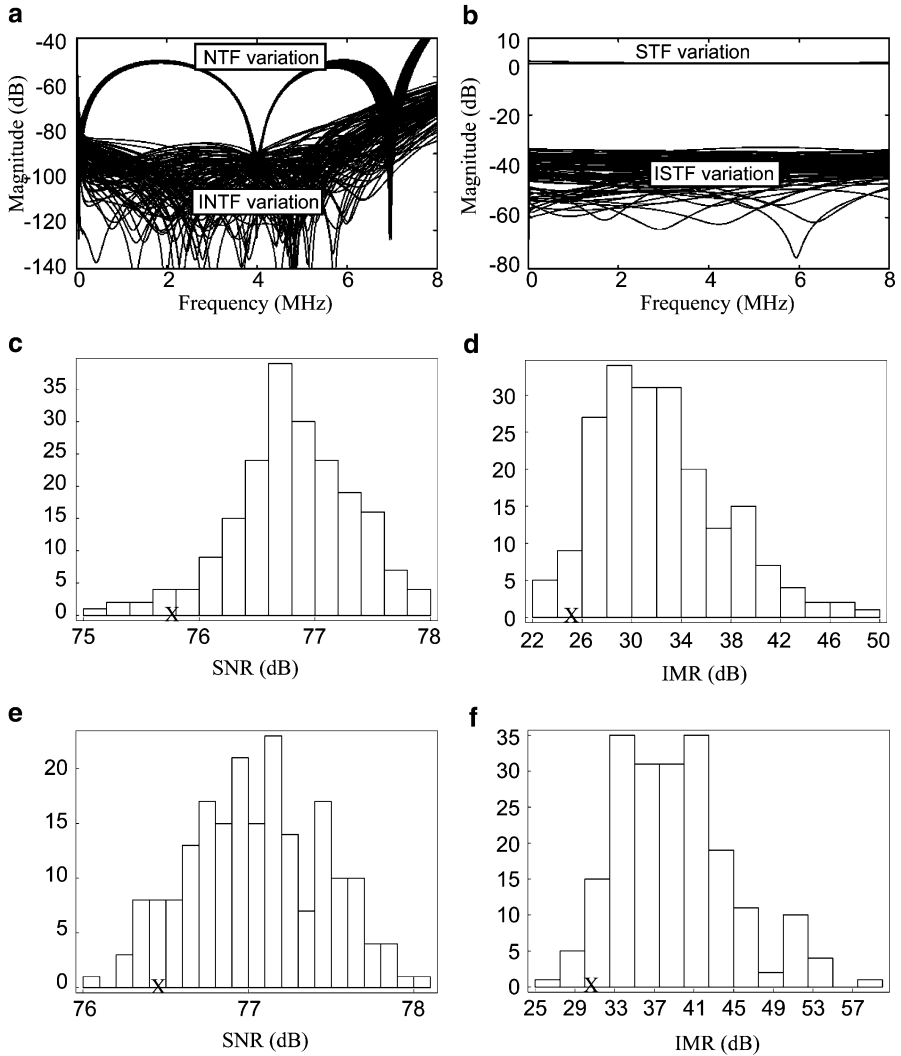 a
-40
-60
-80
-100
-120
-140
Magnitude (dB)
NTF variation
INTF variation
0 2 4 6 8
Frequency (MHz)
b
10
0
-20
-40
-60
-80
Magnitude (dB)
STF variation
ISTF variation
0 2 4 6 8
Frequency (MHz)
c
35
30
25
20
15
10
5
0
X
75 76 77 78
SNR (dB)
d
30
25
20
15
10
5
0
X
22 26 30 34 38 42 46 50
IMR (dB)
e
20
15
10
5
0
X
76 77 78
SNR (dB)
f
35
30
25
20
15
10
5
0
X
25 29 33 37 41 45 49 53 57
IMR (dB)